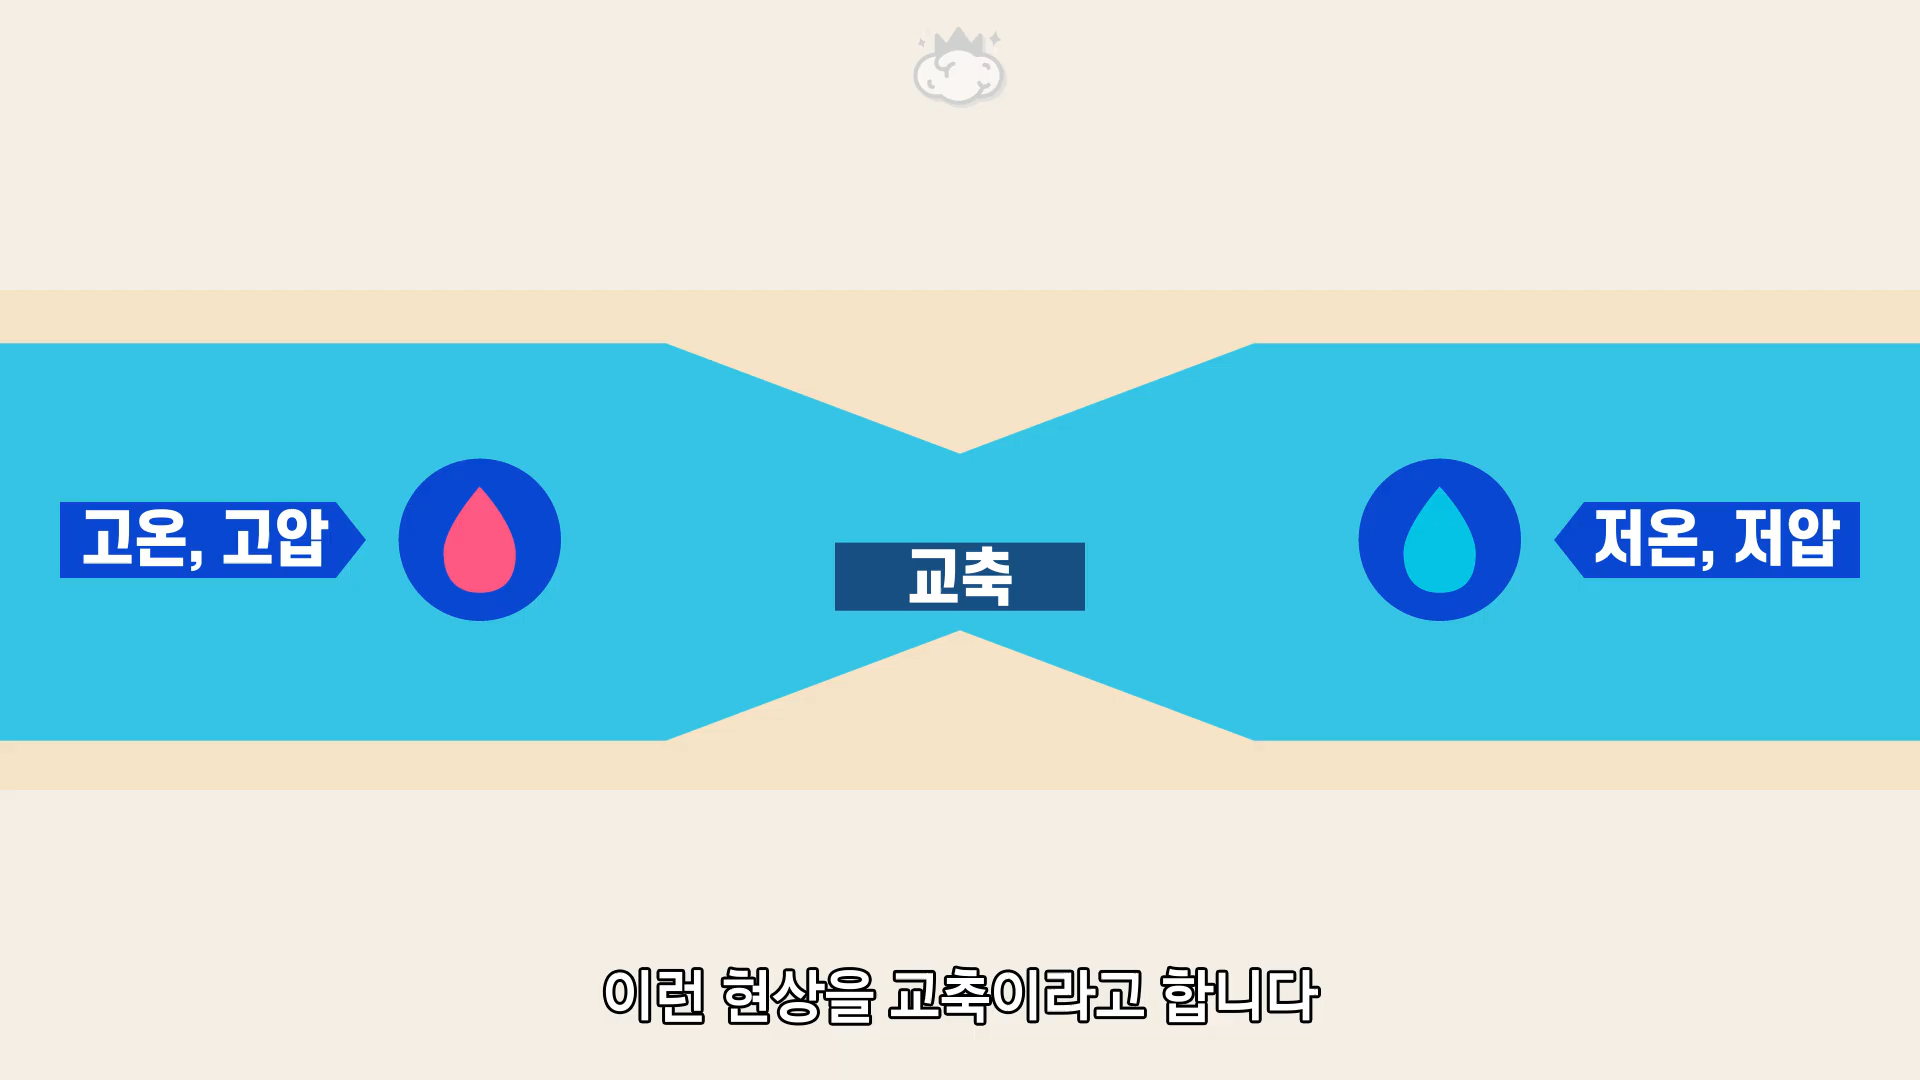 고온, 고압
교축
저온, 저압
이런 현상을 교축이라고 합니다